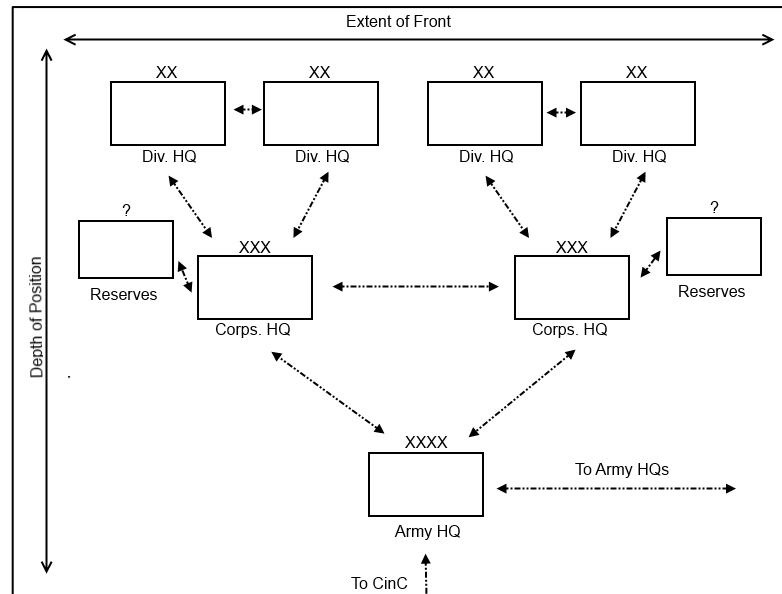 Extent of Front
XX
XX
XX
XX
Div. HQ
Div. HQ
Div. HQ
Div. HQ
?
?
XXX
XXX
Reserves
Reserves
Corps. HQ
Corps. HQ
Depth of Position
XXXX
To Army HQs
Army HQ
To CinC